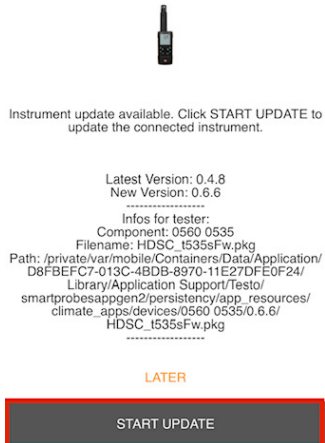 Instrument update available. Click START UPDATE to
update the connected instrument.
Latest Version: 0.4.8
New Version: 0.6.6
------------------
Infos for tester:
Component: 0560 0535
Filename: HDSC_t535sFw.pkg
Path: /private/var/mobile/Containers/Data/Application/
D8FBEFC7-013C-4BDB-8970-11E27DFE0F24/
Library/Application Support/Testo/
smartprobesappgen2/persistency/app_resources/
climate_apps/devices/0560 0535/0.6.6/
HDSC_t535sFw.pkg
------------------
LATER
START UPDATE